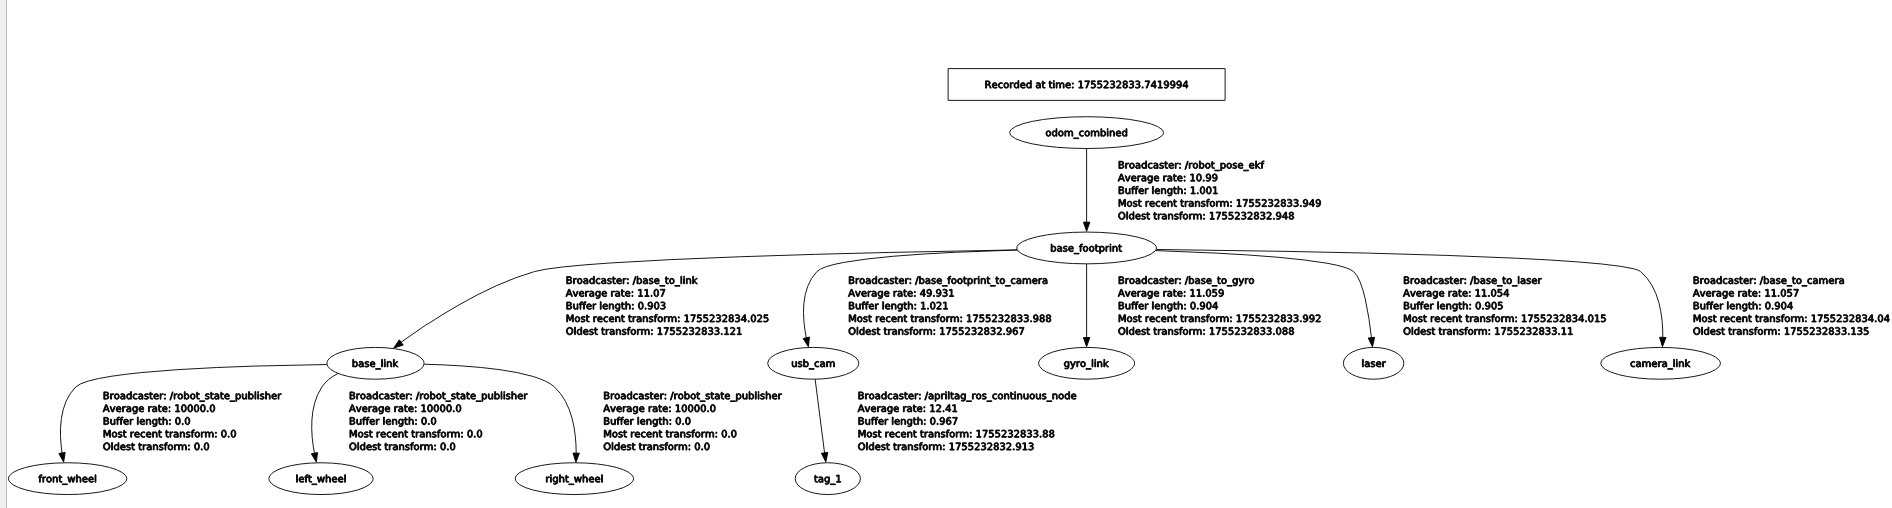 Recorded at time: 1755232833.7419994
odom_combined
Broadcaster: /robot_pose_ekf
Average rate: 10.99
Buffer length: 1.001
Most recent transform: 1755232833.949
Oldest transform: 1755232832.948
base_footprint
Broadcaster: /base_to_link
Average rate: 11.07
Buffer length: 0.903
Most recent transform: 1755232834.025
Oldest transform: 1755232833.121
Broadcaster: /base_footprint_to_camera
Average rate: 49.931
Buffer length: 1.021
Most recent transform: 1755232833.988
Oldest transform: 1755232832.967
Broadcaster: /base_to_gyro
Average rate: 11.059
Buffer length: 0.904
Most recent transform: 1755232833.992
Oldest transform: 1755232833.088
Broadcaster: /base_to_laser
Average rate: 11.054
Buffer length: 0.905
Most recent transform: 1755232834.015
Oldest transform: 1755232833.11
Broadcaster: /base_to_camera
Average rate: 11.057
Buffer length: 0.904
Most recent transform: 1755232834.04
Oldest transform: 1755232833.135
base_link
usb_cam
gyro_link
laser
camera_link
Broadcaster: /robot_state_publisher
Average rate: 10000.0
Buffer length: 0.0
Most recent transform: 0.0
Oldest transform: 0.0
Broadcaster: /robot_state_publisher
Average rate: 10000.0
Buffer length: 0.0
Most recent transform: 0.0
Oldest transform: 0.0
Broadcaster: /robot_state_publisher
Average rate: 10000.0
Buffer length: 0.0
Most recent transform: 0.0
Oldest transform: 0.0
Broadcaster: /apriltag_ros_continuous_node
Average rate: 12.41
Buffer length: 0.967
Most recent transform: 1755232833.88
Oldest transform: 1755232832.913
front_wheel
left_wheel
right_wheel
tag_1